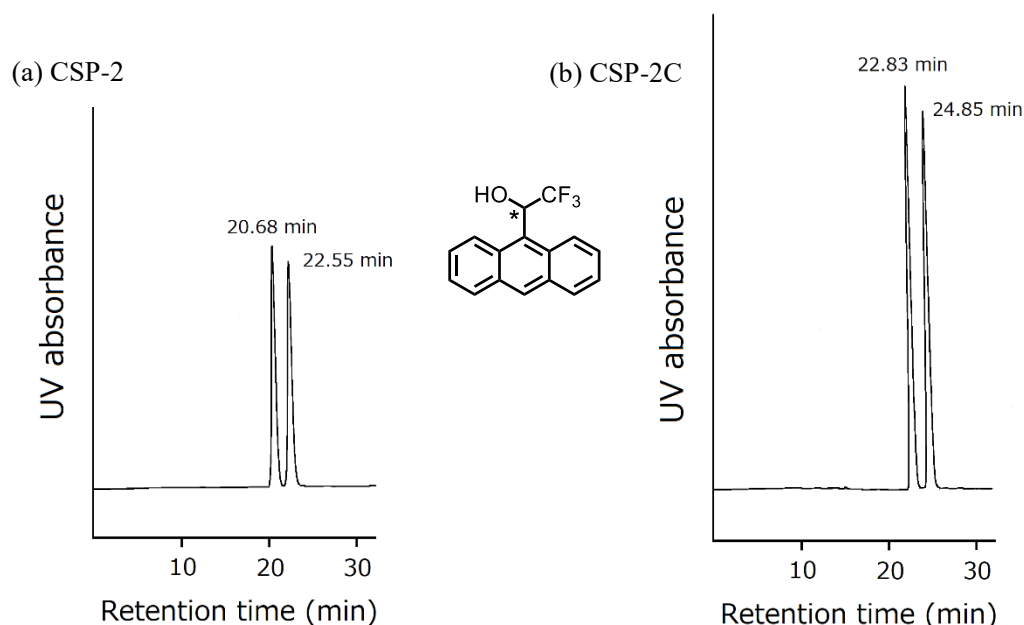 (a) CSP-2
20.68 min
22.55 min
UV absorbance
10 20 30
Retention time (min)
HO CF3
*
(b) CSP-2C
22.83 min
24.85 min
UV absorbance
10 20 30
Retention time (min)